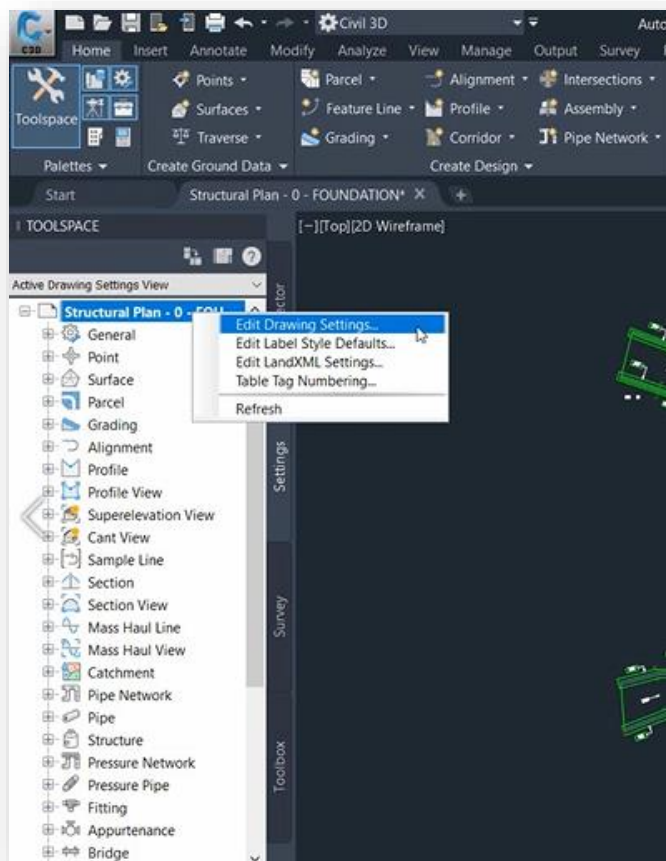 C3D
Civil 3D
Auto
Home Insert Annotate Modify Analyze View Manage Output Survey
Toolspace
Points
Parcel
Alignment
Intersections
Surfaces
Feature Line
Profile
Assembly
Traverse
Grading
Corridor
Pipe Network
Palettes
Create Ground Data
Create Design
Start
Structural Plan - 0 - FOUNDATION*
TOOLSPACE
[−][Top][2D Wireframe]
Active Drawing Settings View
Structural Plan - 0 - FOU...
General
Point
Surface
Parcel
Grading
Alignment
Profile
Profile View
Superelevation View
Cant View
Sample Line
Section
Section View
Mass Haul Line
Mass Haul View
Catchment
Pipe Network
Pipe
Structure
Pressure Network
Pressure Pipe
Fitting
Appurtenance
Bridge
Edit Drawing Settings...
Edit Label Style Defaults...
Edit LandXML Settings...
Table Tag Numbering...
Refresh
Settings
Survey
Toolbox